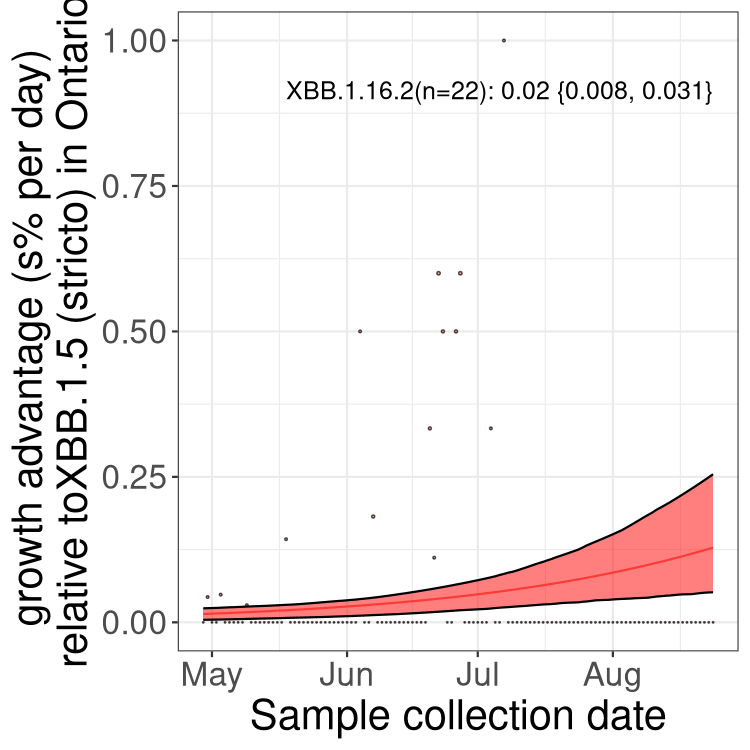 growth advantage (s% per day)
relative toXBB.1.5 (stricto) in Ontario
1.00
0.75
0.50
0.25
0.00
XBB.1.16.2(n=22): 0.02 {0.008, 0.031}
May Jun Jul Aug
Sample collection date